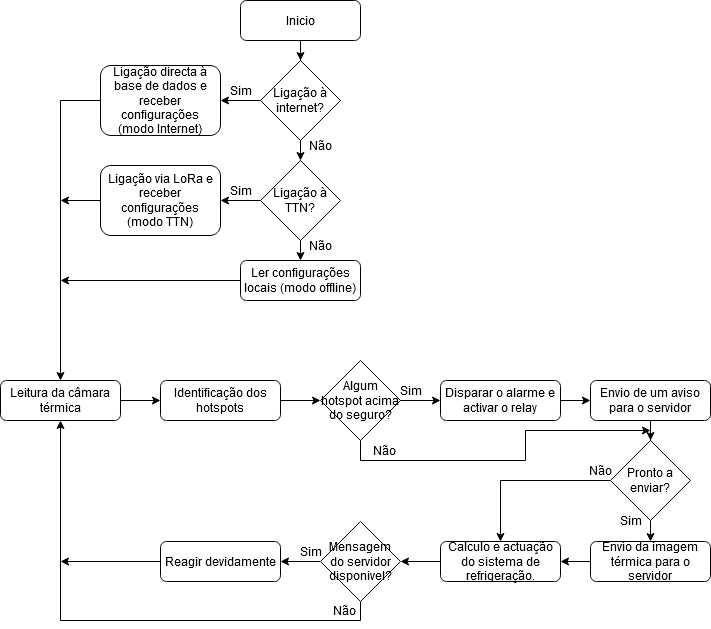 Inicio
Ligação à
internet?
Sim
Ligação directa à
base de dados e
receber
configurações
(modo Internet)
Não
Ligação à
TTN?
Sim
Ligação via LoRa e
receber
configurações
(modo TTN)
Não
Ler configurações
locais (modo offline)
Leitura da câmara
térmica
Identificação dos
hotspots
Algum
hotspot acima
do seguro?
Sim
Disparar o alarme e
activar o relay
Envio de um aviso
para o servidor
Não
Pronto a
enviar?
Não
Sim
Envio da imagem
térmica para o
servidor
Calculo e actuação
do sistema de
refrigeração.
Mensagem
do servidor
disponivel?
Sim
Reagir devidamente
Não